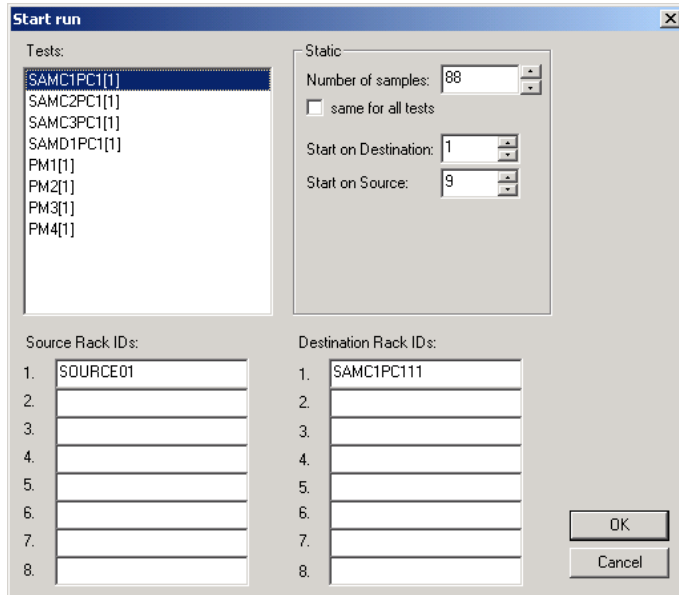 Start run
Tests:
SAMC1PC1[1]
SAMC2PC1[1]
SAMC3PC1[1]
SAMD1PC1[1]
PM1[1]
PM2[1]
PM3[1]
PM4[1]
Static
Number of samples: 88
same for all tests
Start on Destination: 1
Start on Source: 9
Source Rack IDs:
1. SOURCE01
2.
3.
4.
5.
6.
7.
8.
Destination Rack IDs:
1. SAMC1PC111
2.
3.
4.
5.
6.
7.
8.
OK
Cancel